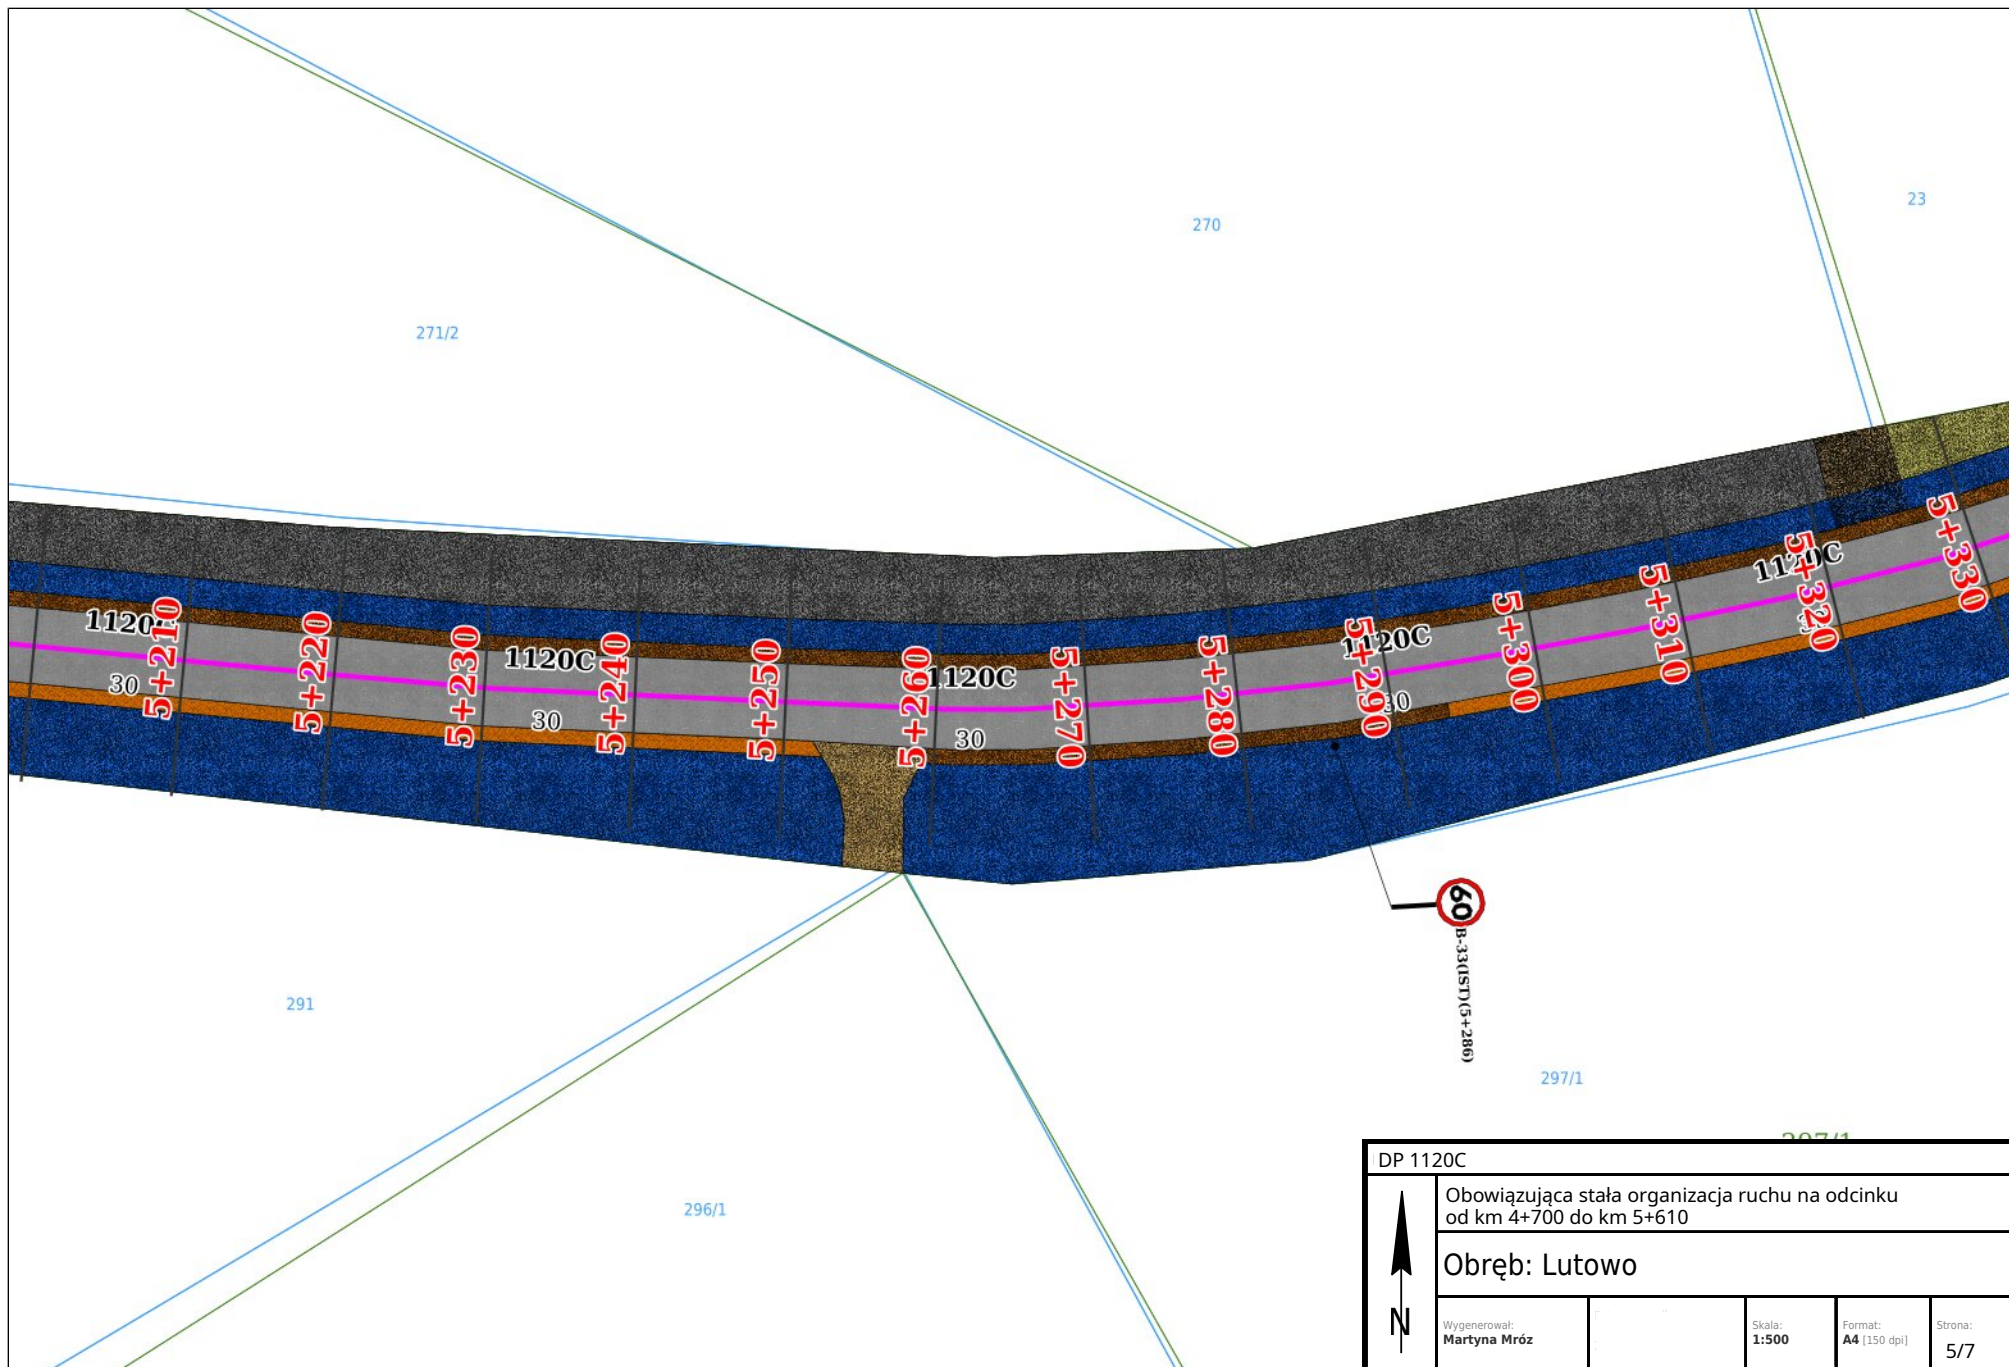 23
270
271/2
1120C
5+210
5+220
5+230
1120C
5+240
5+250
5+260
1120C
5+270
5+280
5+290
1120C
5+300
5+310
1120C
5+320
5+330
30
30
30
30
60
B-33(IST)(5+286)
291
297/1
296/1
297/1
DP 1120C
Obowiązująca stała organizacja ruchu na odcinku
od km 4+700 do km 5+610
Obręb: Lutowo
N
Wygenerował:
Martyna Mróz
Skala:
1:500
Format:
A4 [150 dpi]
Strona:
5/7